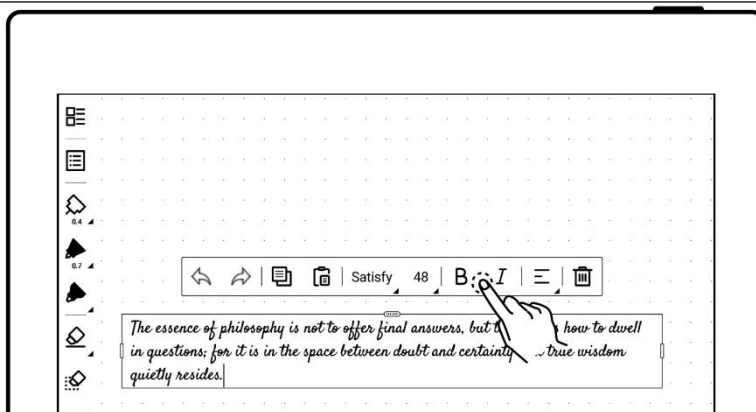 0.4
0.7
Satisfy 48 B I
The essence of philosophy is not to offer final answers, but how to dwell
in questions; for it is in the space between doubt and certainty true wisdom
quietly resides.